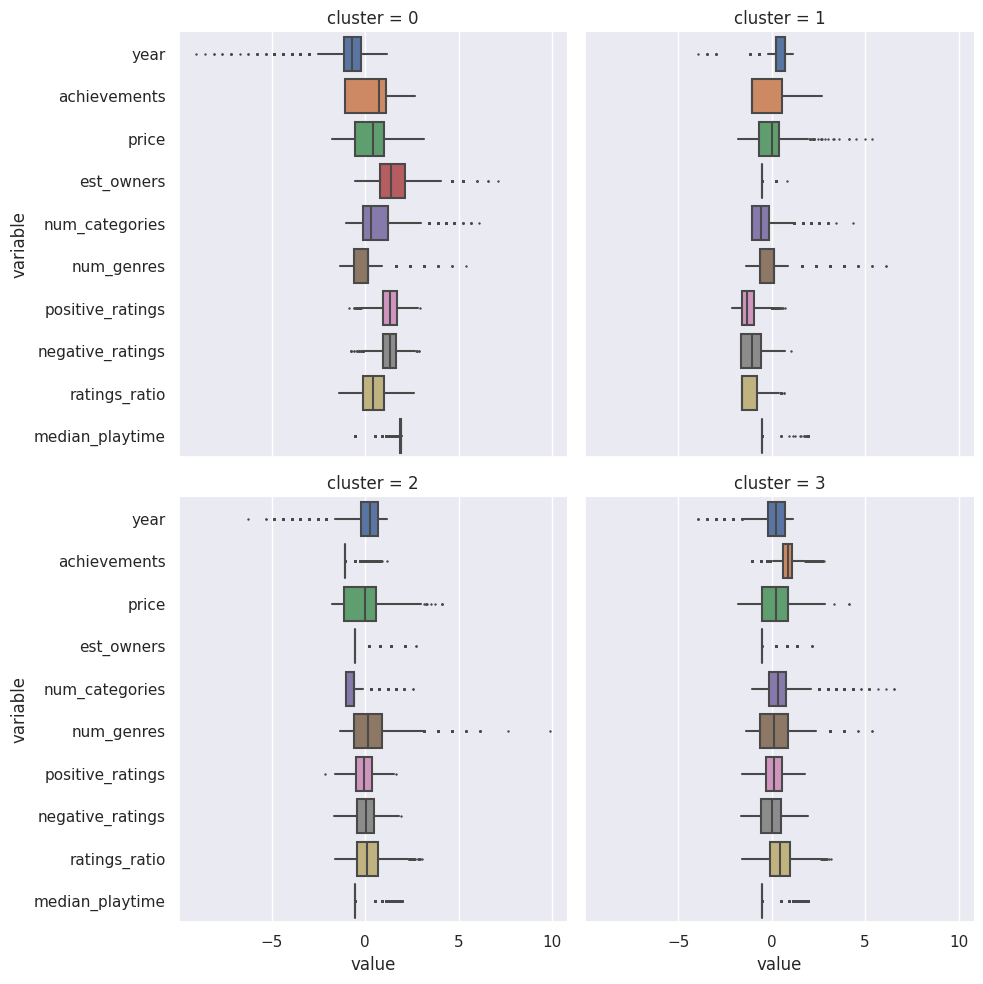 cluster = 0
cluster = 1
year
achievements
price
est_owners
num_categories
num_genres
positive_ratings
negative_ratings
ratings_ratio
median_playtime
variable
cluster = 2
cluster = 3
year
achievements
price
est_owners
num_categories
num_genres
positive_ratings
negative_ratings
ratings_ratio
median_playtime
variable
−5 0 5 10
−5 0 5 10
value
value